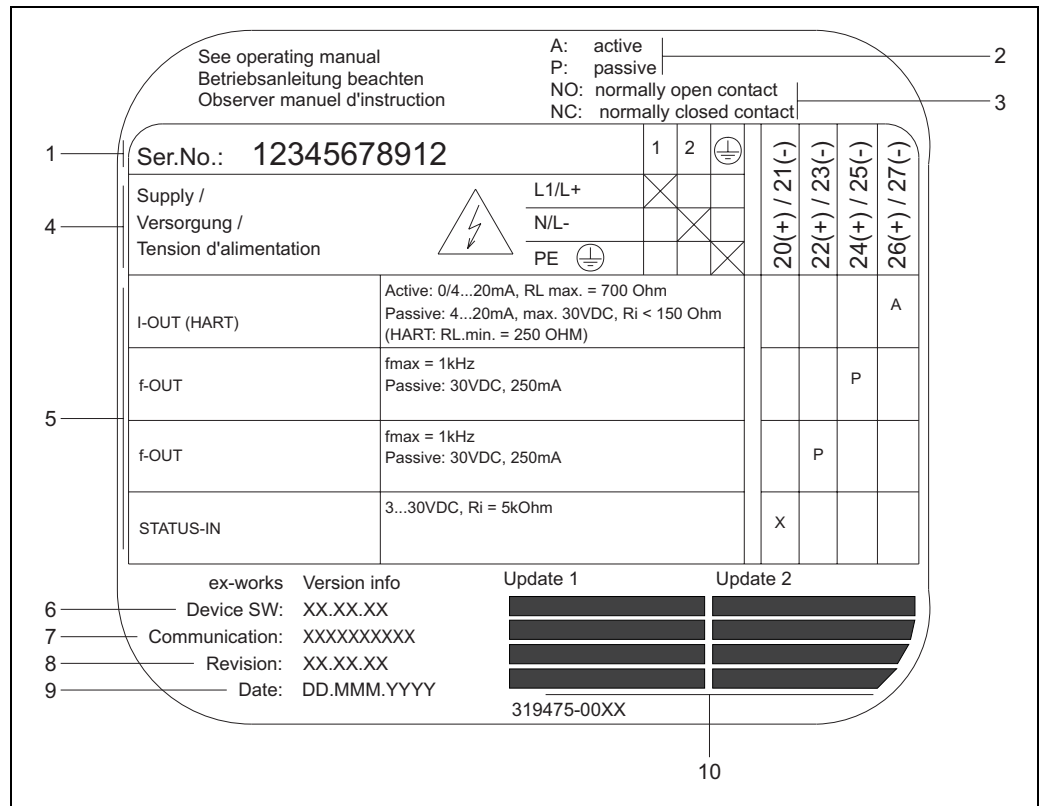 See operating manual
Betriebsanleitung beachten
Observer manuel d'instruction
A: active
P: passive
2
NO: normally open contact
NC: normally closed contact
3
1
Ser.No.: 12345678912
1 2
20(+) / 21(-)
22(+) / 23(-)
24(+) / 25(-)
26(+) / 27(-)
4
Supply /
Versorgung /
Tension d'alimentation
L1/L+
N/L-
PE
5
I-OUT (HART)
Active: 0/4...20mA, RL max. = 700 Ohm
Passive: 4...20mA, max. 30VDC, Ri < 150 Ohm
(HART: RL.min. = 250 OHM)
A
f-OUT
fmax = 1kHz
Passive: 30VDC, 250mA
P
f-OUT
fmax = 1kHz
Passive: 30VDC, 250mA
P
STATUS-IN
3...30VDC, Ri = 5kOhm
X
ex-works Version info
Update 1 Update 2
6 Device SW: XX.XX.XX
7 Communication: XXXXXXXXXX
8 Revision: XX.XX.XX
9 Date: DD.MMM.YYYY
319475-00XX
10